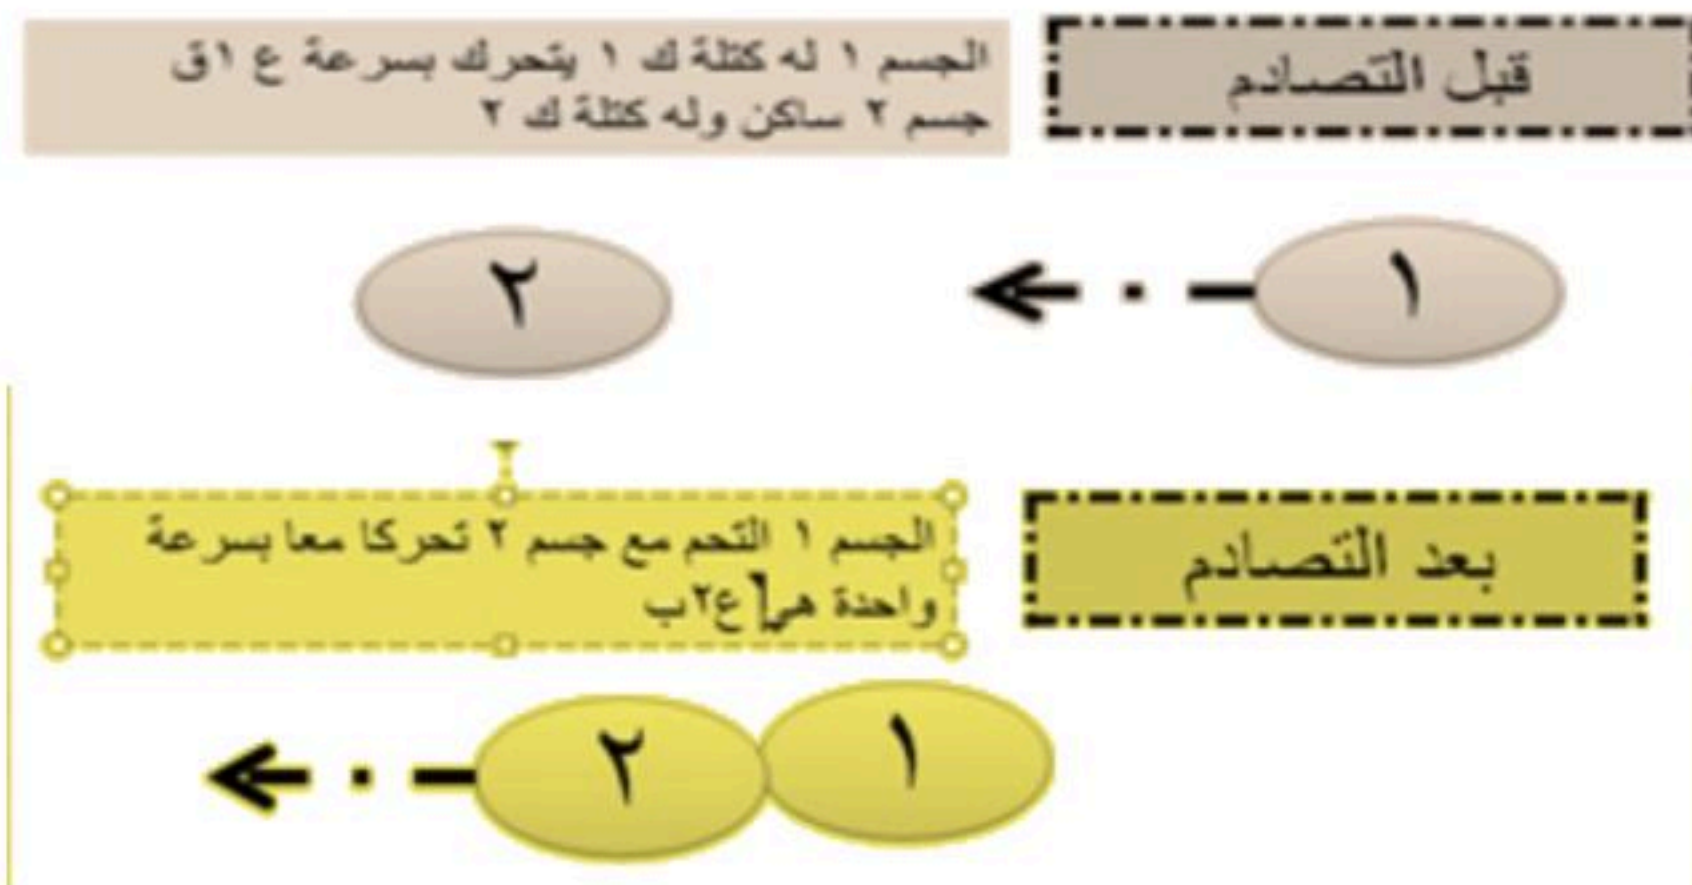 قبل التصادم
الجسم ١ له كتلة ك ١ يتحرك بسرعة ع ١ق
جسم ٢ ساكن وله كتلة ك ٢
١
٢
بعد التصادم
الجسم ١ التحم مع جسم ٢ تحركا معا بسرعة
واحدة هي ع٢ب
١
٢